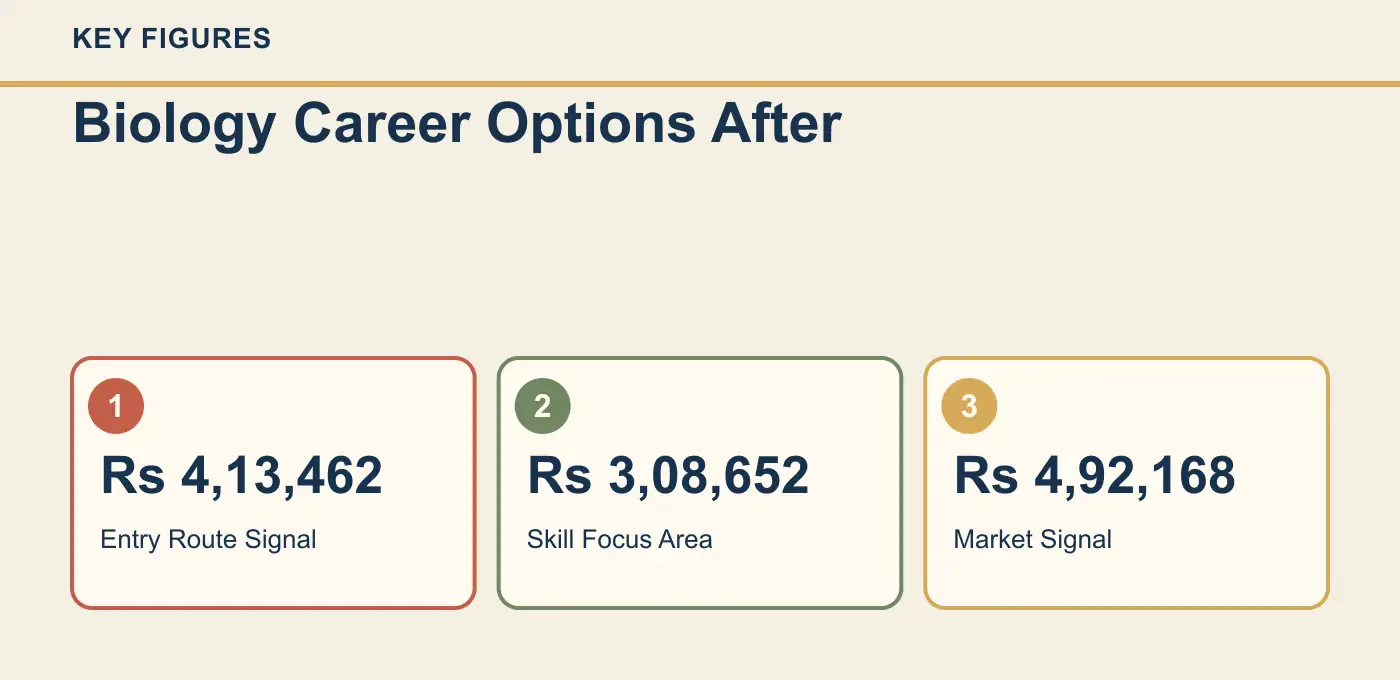 KEY FIGURES
Biology Career Options After
1
Rs 4,13,462
Entry Route Signal
2
Rs 3,08,652
Skill Focus Area
3
Rs 4,92,168
Market Signal